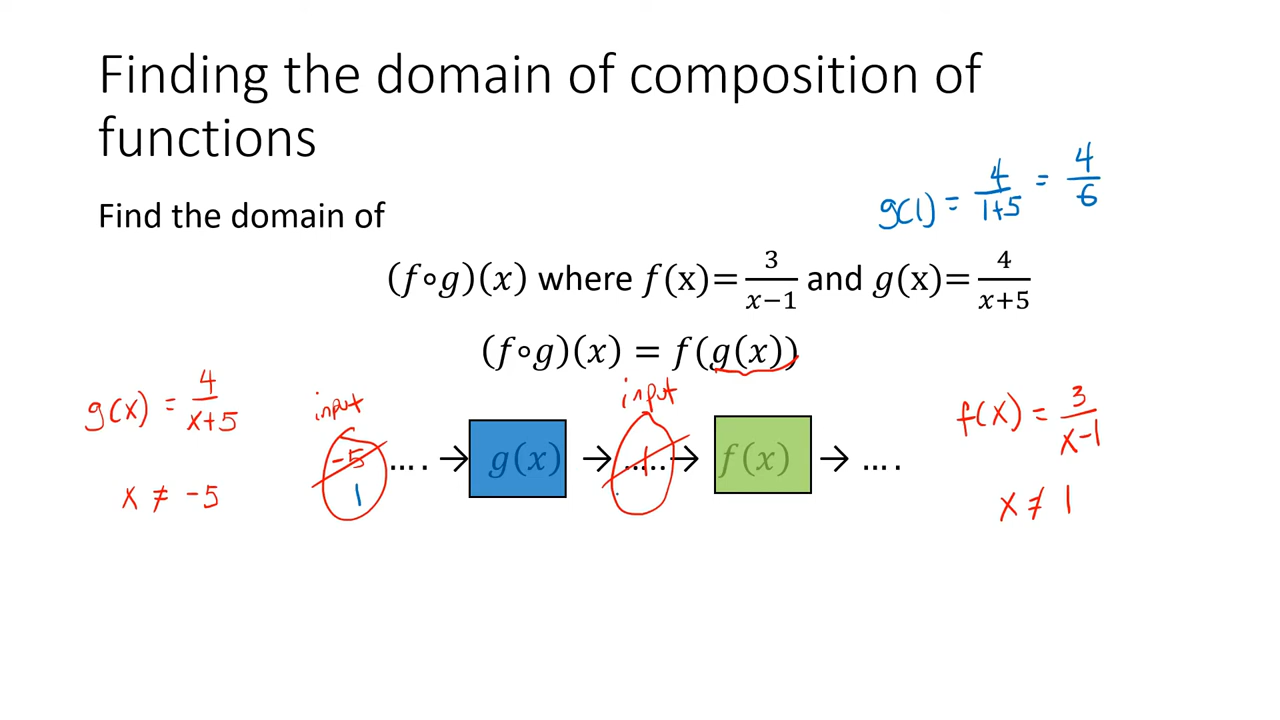 Finding the domain of composition of
functions
g(1) = 4/(1+5) = 4/6
Find the domain of
(f∘g)(x) where f(x)=3/(x−1) and g(x)=4/(x+5)
(f∘g)(x) = f(g(x))
g(x) = 4/(x+5)
input
input
f(x) = 3/(x-1)
-5 .... → g(x) → 1 ..... → f(x) → ....
1
x ≠ -5
x ≠ 1